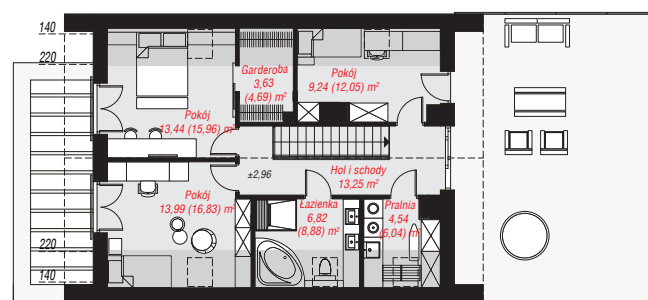 140
220
Garderoba
3,63
(4,69) m²
Pokój
9,24 (12,05) m²
Pokój
13,44 (15,96) m²
±2,96
Hol i schody
13,25 m²
Pokój
13,99 (16,83) m²
Łazienka
6,82
(8,88) m²
Pralnia
4,54
(6,04) m²
220
140